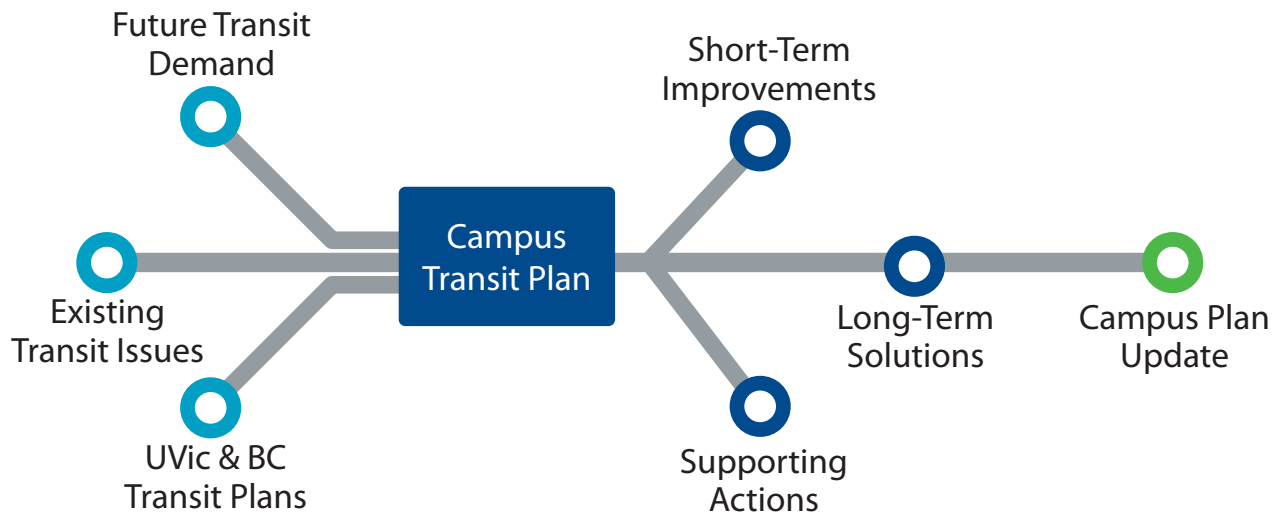 Future Transit
Demand
Existing
Transit Issues
UVic & BC
Transit Plans
Campus
Transit Plan
Short-Term
Improvements
Long-Term
Solutions
Supporting
Actions
Campus Plan
Update